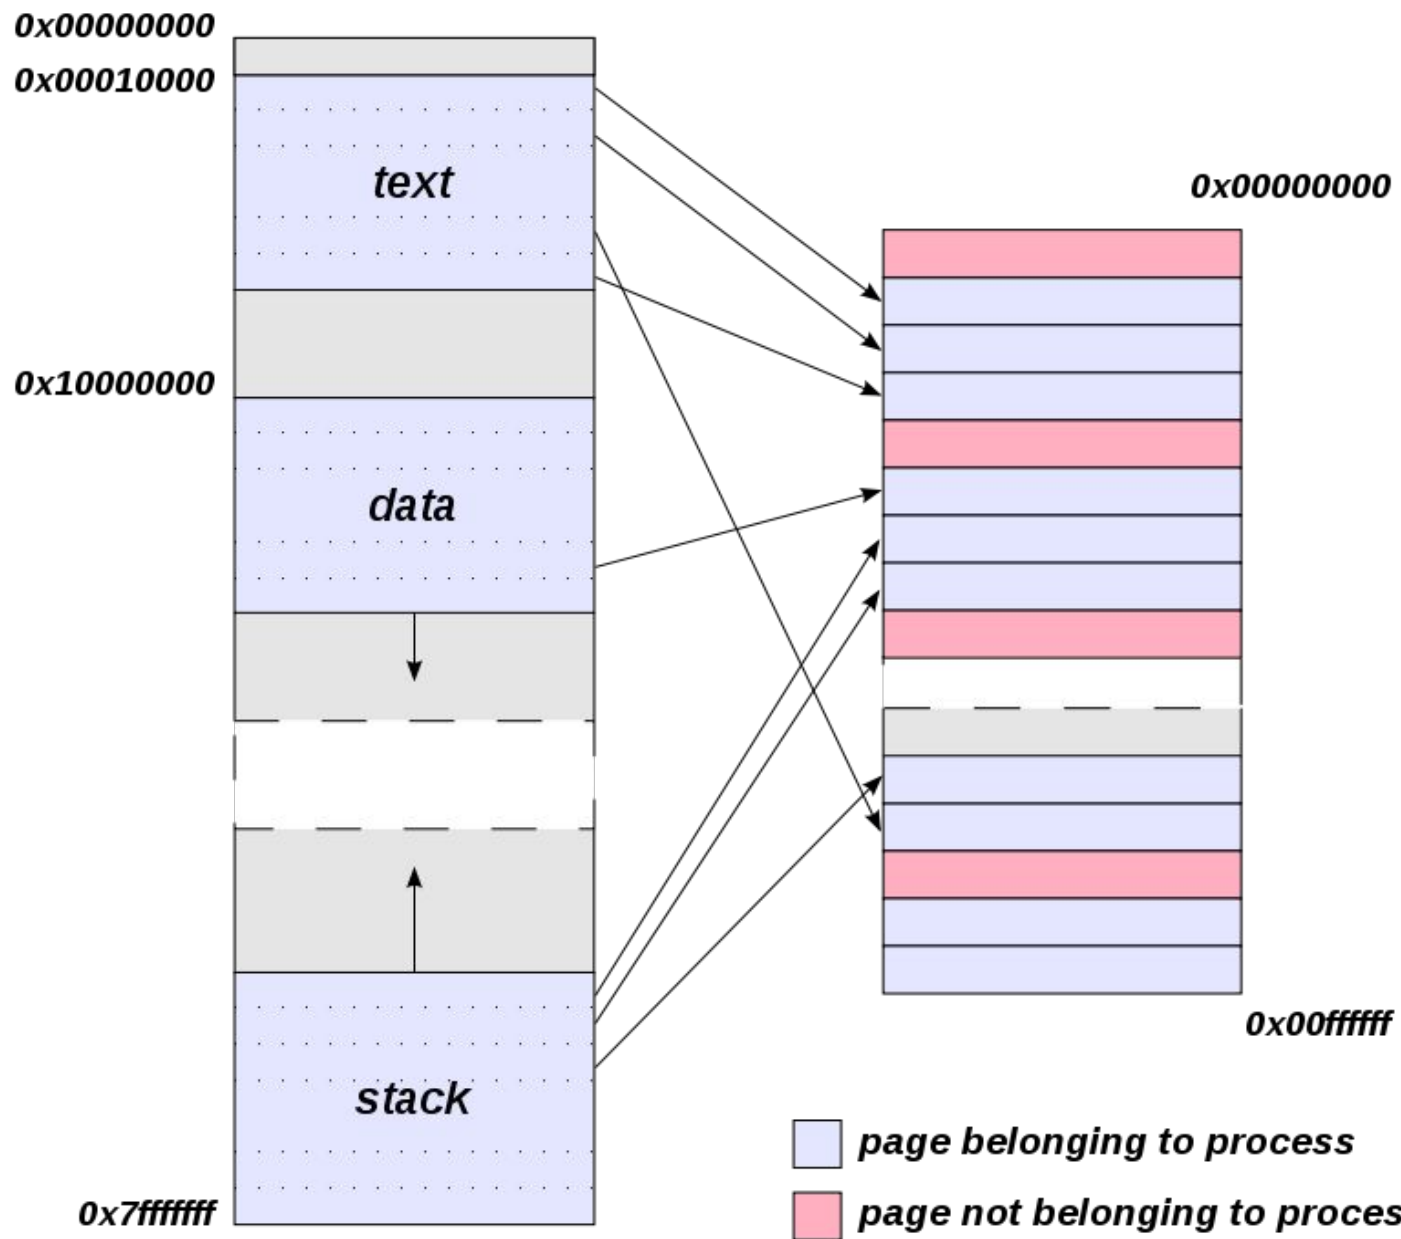 0x00000000
0x00010000
text
0x00000000
0x10000000
data
0x00ffffff
stack
page belonging to process
0x7fffffff
page not belonging to proces